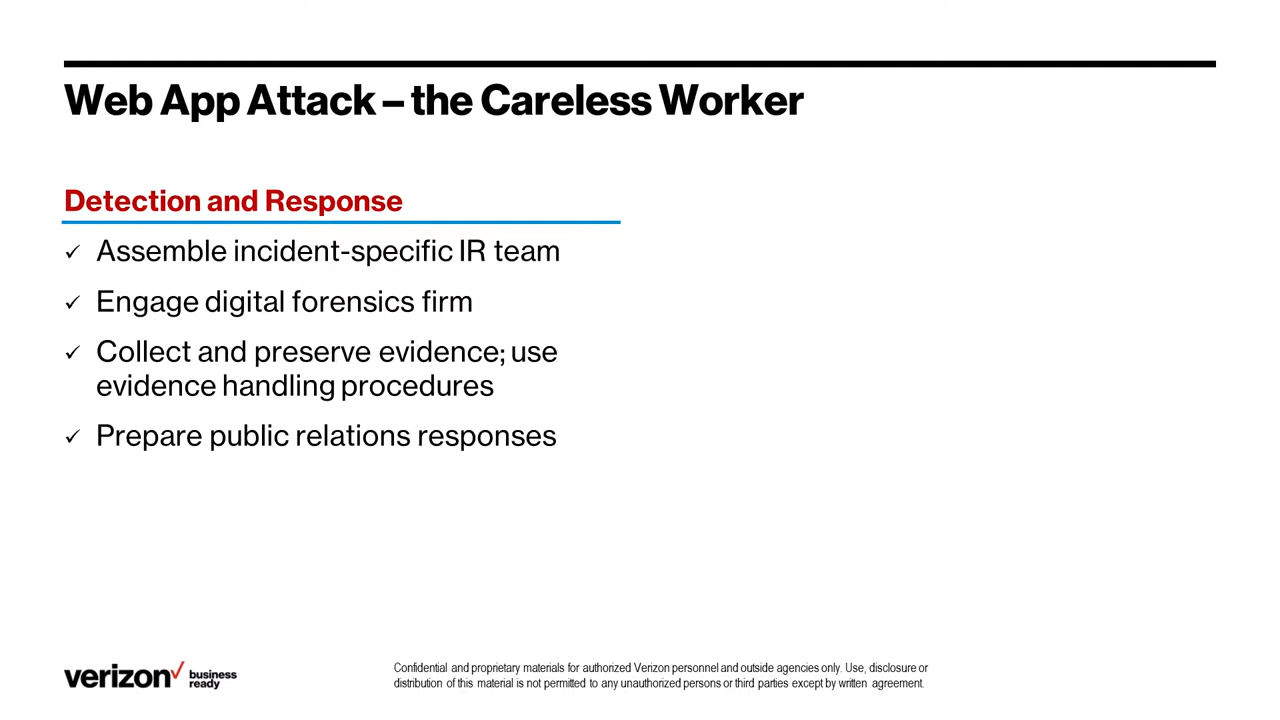 Web App Attack – the Careless Worker
Detection and Response
✓ Assemble incident-specific IR team
✓ Engage digital forensics firm
✓ Collect and preserve evidence; use
evidence handling procedures
✓ Prepare public relations responses
verizon✓ business
ready
Confidential and proprietary materials for authorized Verizon personnel and outside agencies only. Use, disclosure or
distribution of this material is not permitted to any unauthorized persons or third parties except by written agreement.